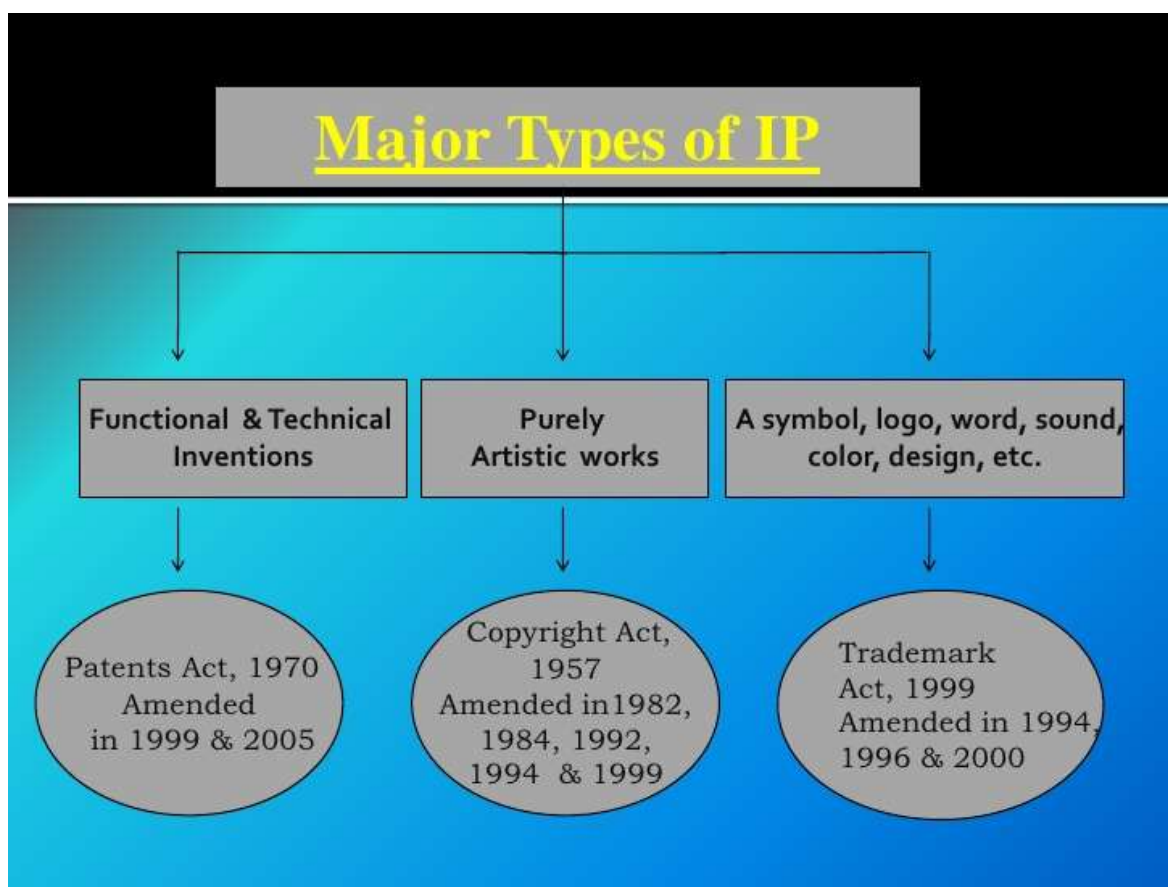 Major Types of IP
Functional & Technical
Inventions
Purely
Artistic works
A symbol, logo, word, sound,
color, design, etc.
Patents Act, 1970
Amended
in 1999 & 2005
Copyright Act,
1957
Amended in1982,
1984, 1992,
1994 & 1999
Trademark
Act, 1999
Amended in 1994,
1996 & 2000